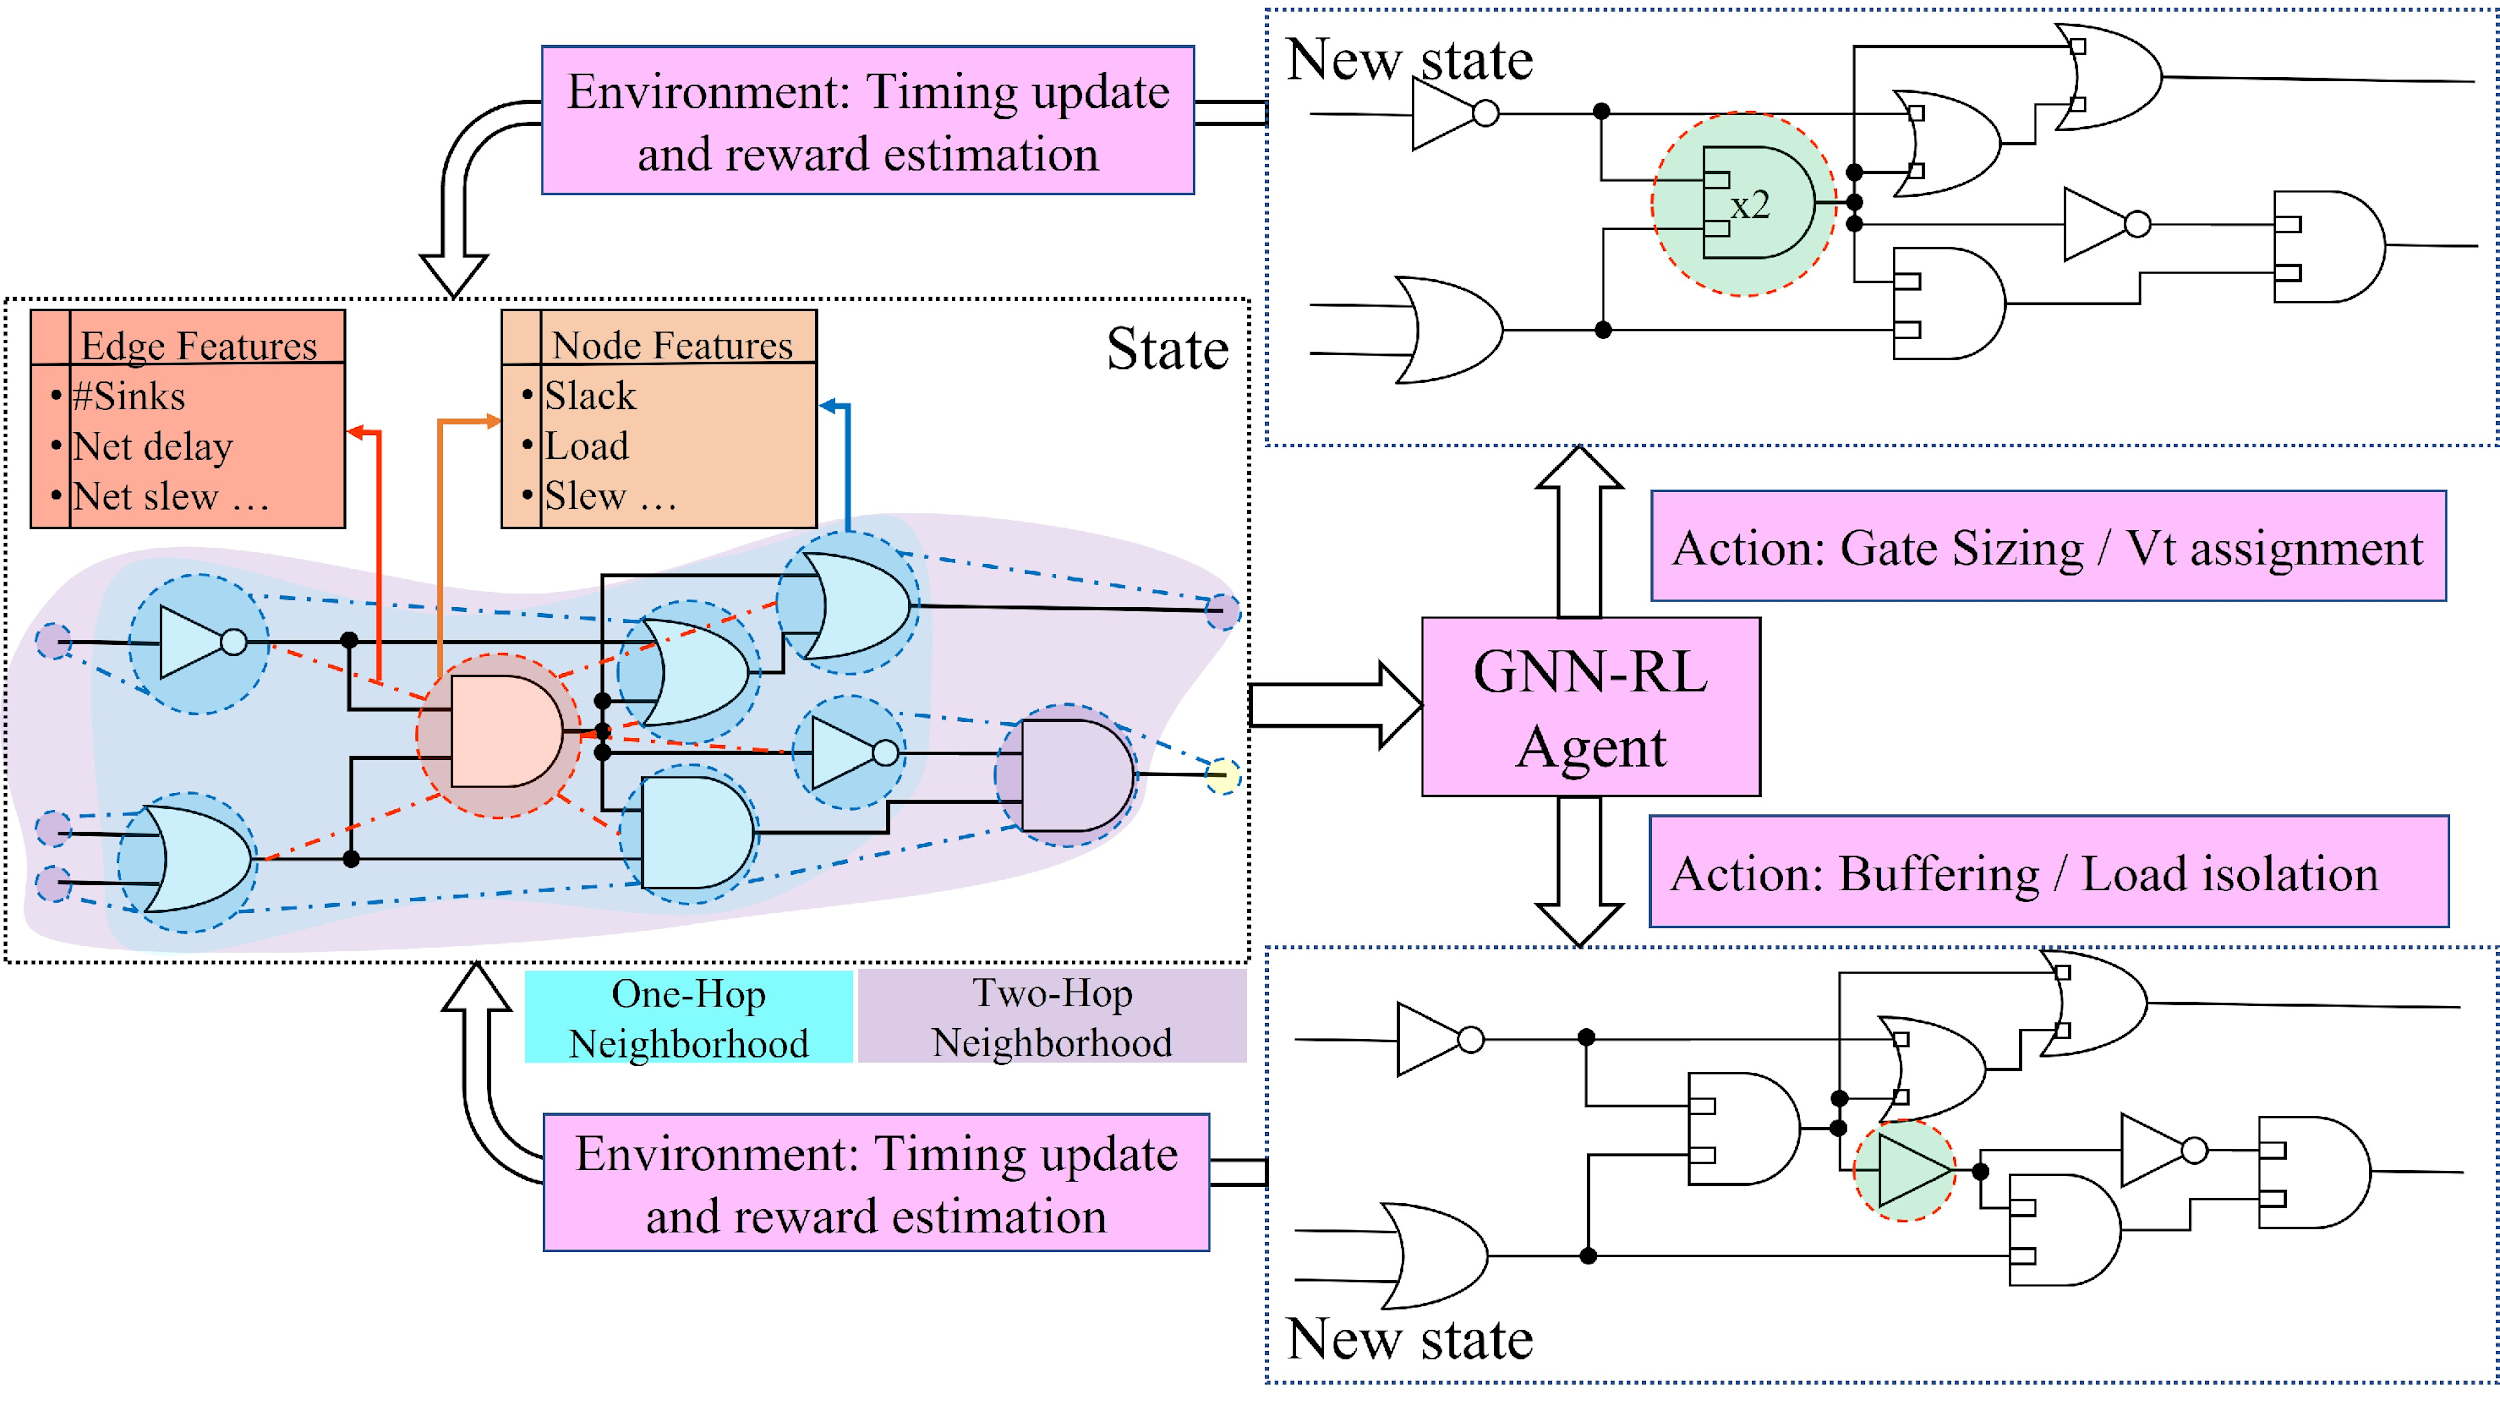 New state
Environment: Timing update
and reward estimation
x2
Edge Features
• #Sinks
• Net delay
• Net slew …
Node Features
• Slack
• Load
• Slew …
State
Action: Gate Sizing / Vt assignment
GNN-RL
Agent
Action: Buffering / Load isolation
One-Hop
Neighborhood
Two-Hop
Neighborhood
Environment: Timing update
and reward estimation
New state